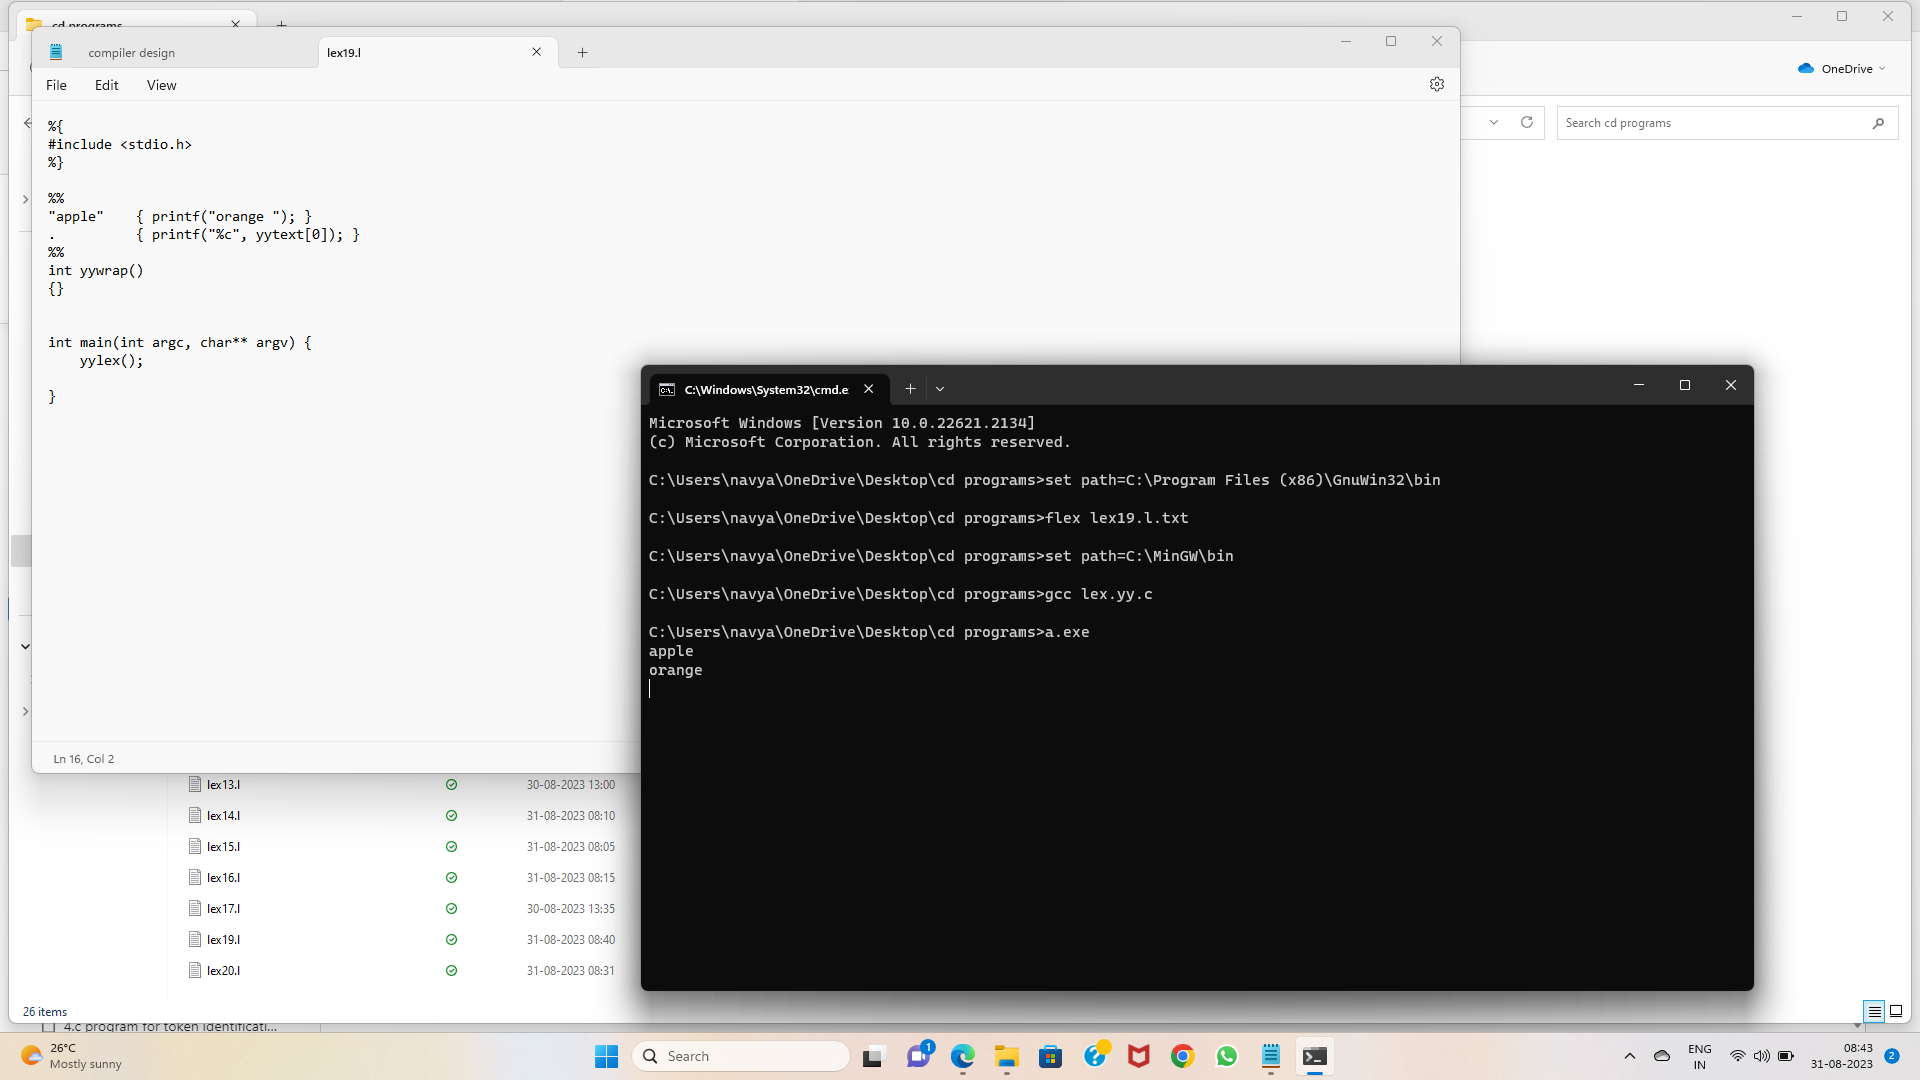 cd programs
compiler design
lex19.l
File Edit View
OneDrive
Search cd programs
%{
#include <stdio.h>
%}
%%
"apple"    { printf("orange "); }
.          { printf("%c", yytext[0]); }
%%
int yywrap()
{}
int main(int argc, char** argv) {
    yylex();
}
Ln 16, Col 2
C:\Windows\System32\cmd.e
Microsoft Windows [Version 10.0.22621.2134]
(c) Microsoft Corporation. All rights reserved.
C:\Users\navya\OneDrive\Desktop\cd programs>set path=C:\Program Files (x86)\GnuWin32\bin
C:\Users\navya\OneDrive\Desktop\cd programs>flex lex19.l.txt
C:\Users\navya\OneDrive\Desktop\cd programs>set path=C:\MinGW\bin
C:\Users\navya\OneDrive\Desktop\cd programs>gcc lex.yy.c
C:\Users\navya\OneDrive\Desktop\cd programs>a.exe
apple
orange
lex13.l 30-08-2023 13:00
lex14.l 31-08-2023 08:10
lex15.l 31-08-2023 08:05
lex16.l 31-08-2023 08:15
lex17.l 30-08-2023 13:35
lex19.l 31-08-2023 08:40
lex20.l 31-08-2023 08:31
26 items
4.c program for token identificati...
26°C
Mostly sunny
Search
1
ENG
IN
08:43
31-08-2023
2